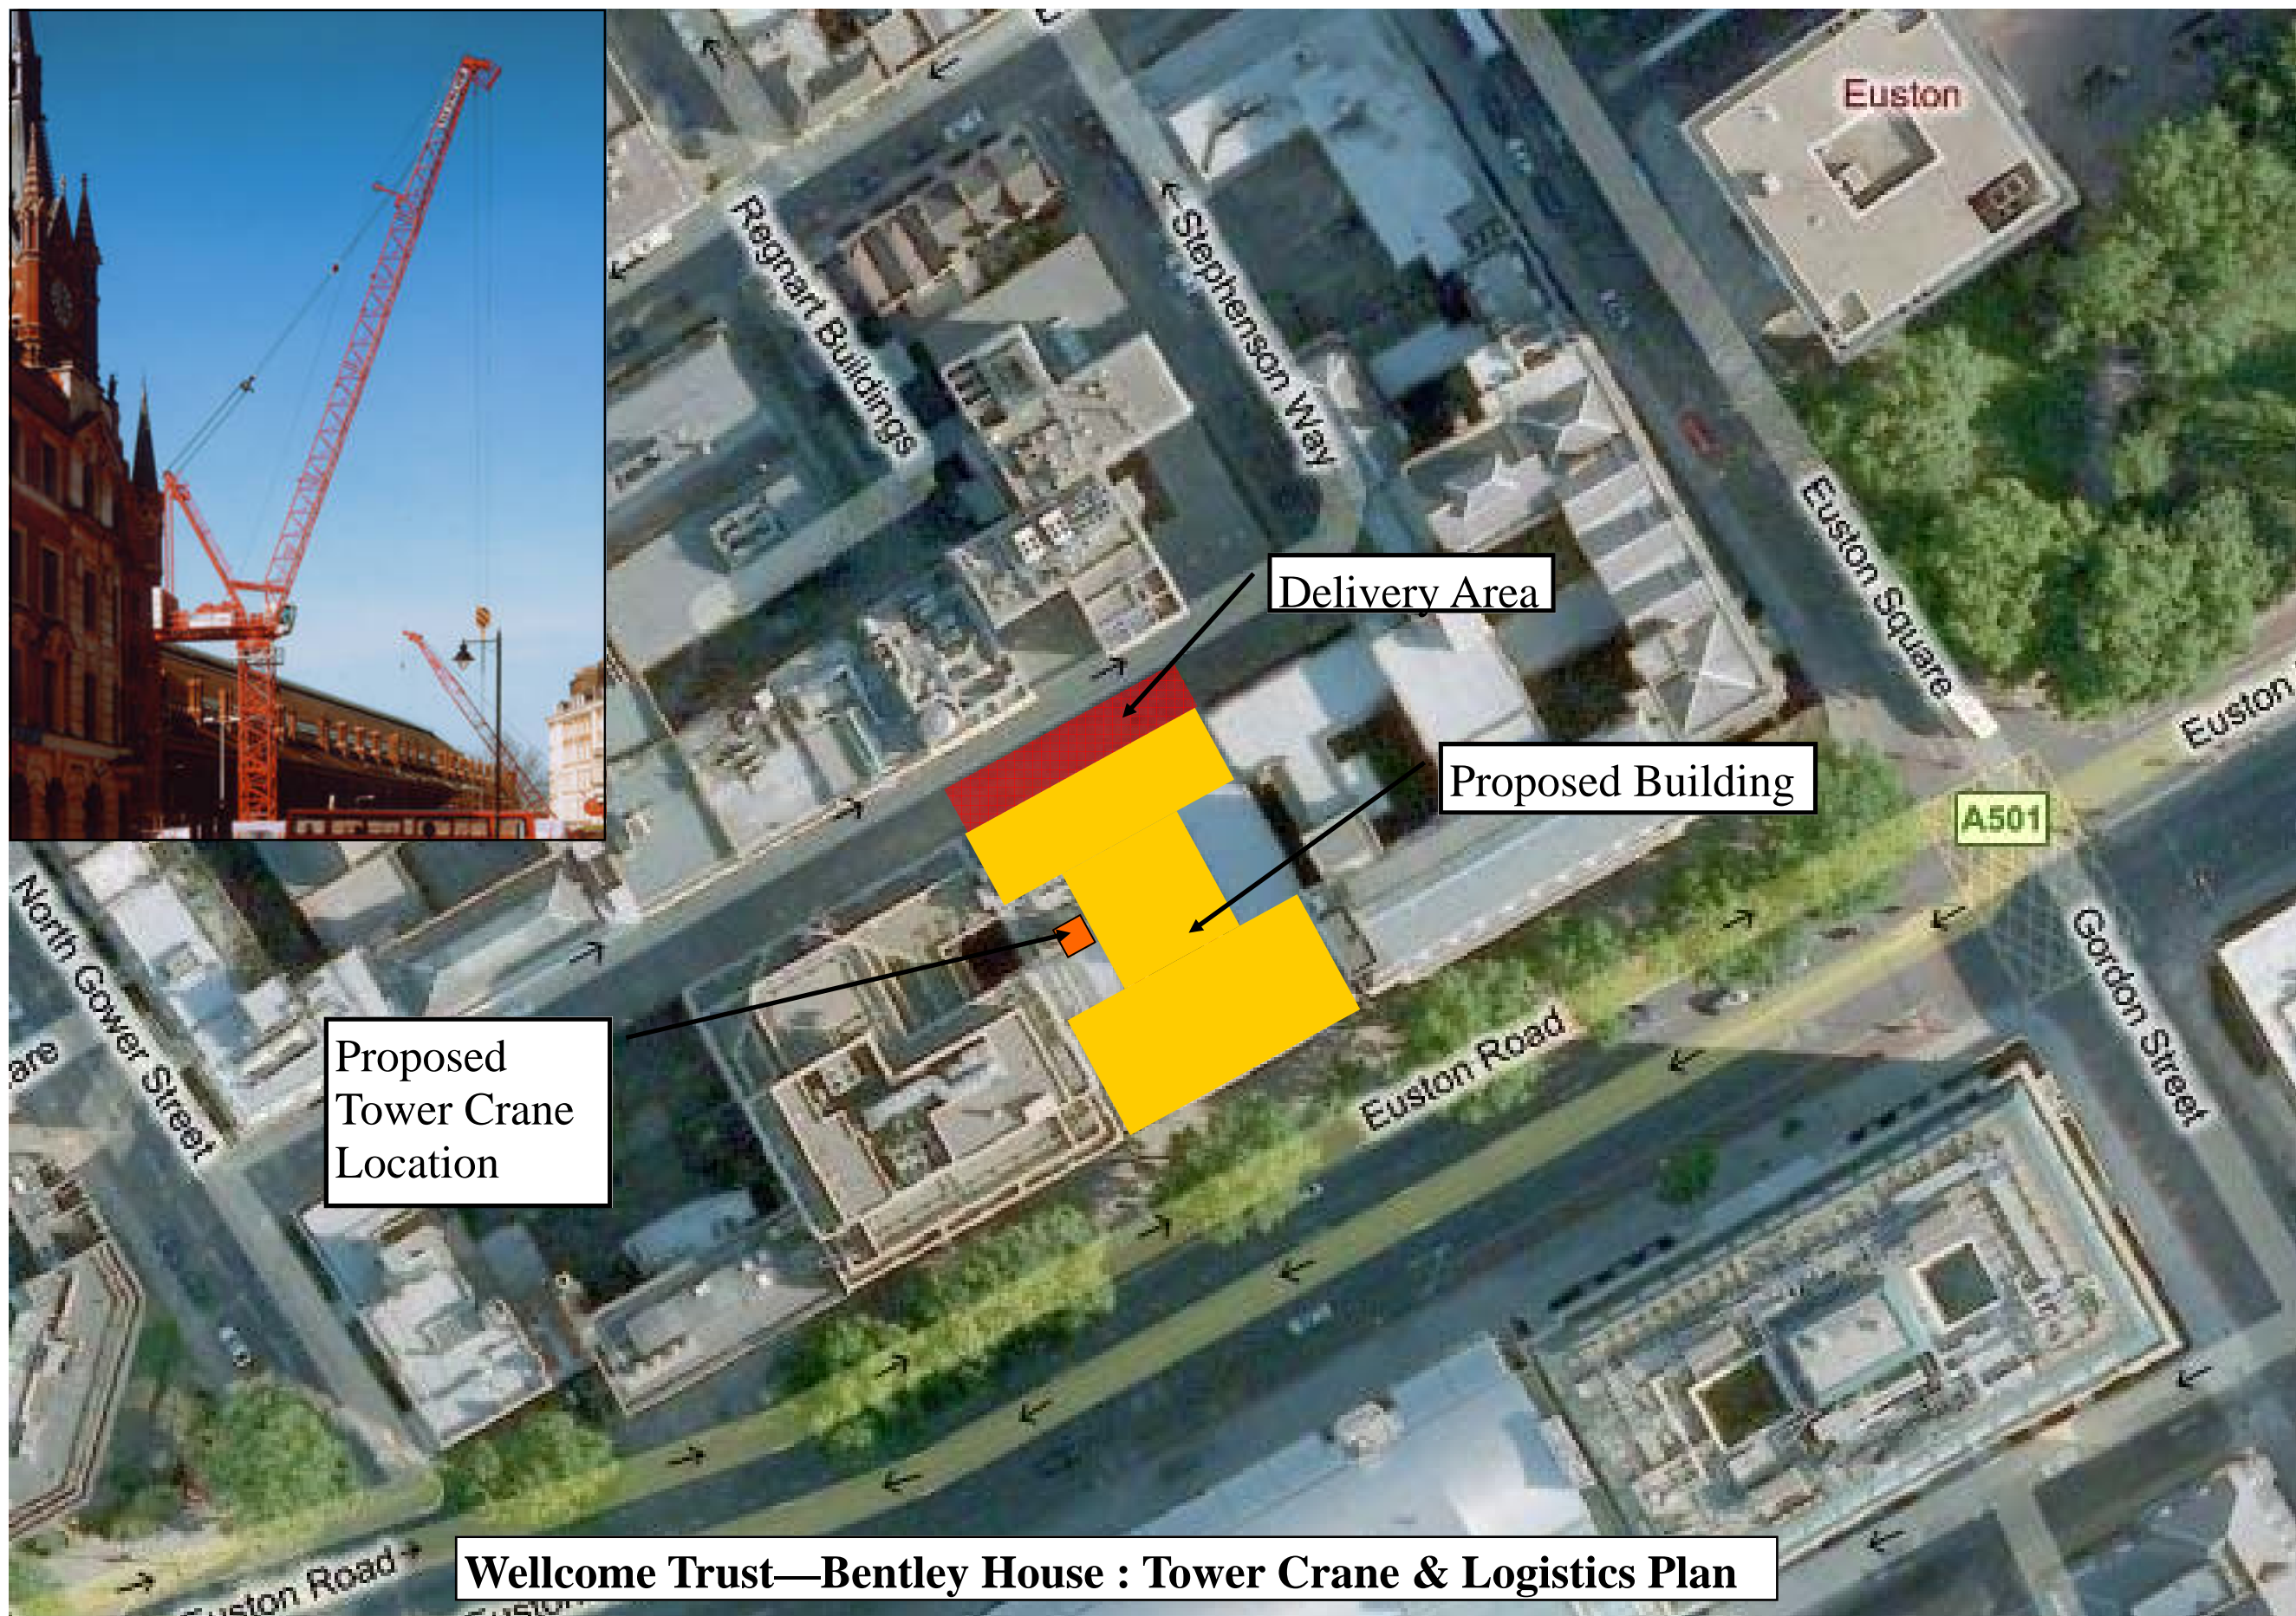 Euston
Regnart Buildings
Stephenson Way
Euston Square
Delivery Area
Euston
Proposed Building
A501
North Gower Street
Gordon Street
are
Proposed
Tower Crane
Location
Euston Road
Euston Road
Wellcome Trust—Bentley House : Tower Crane & Logistics Plan